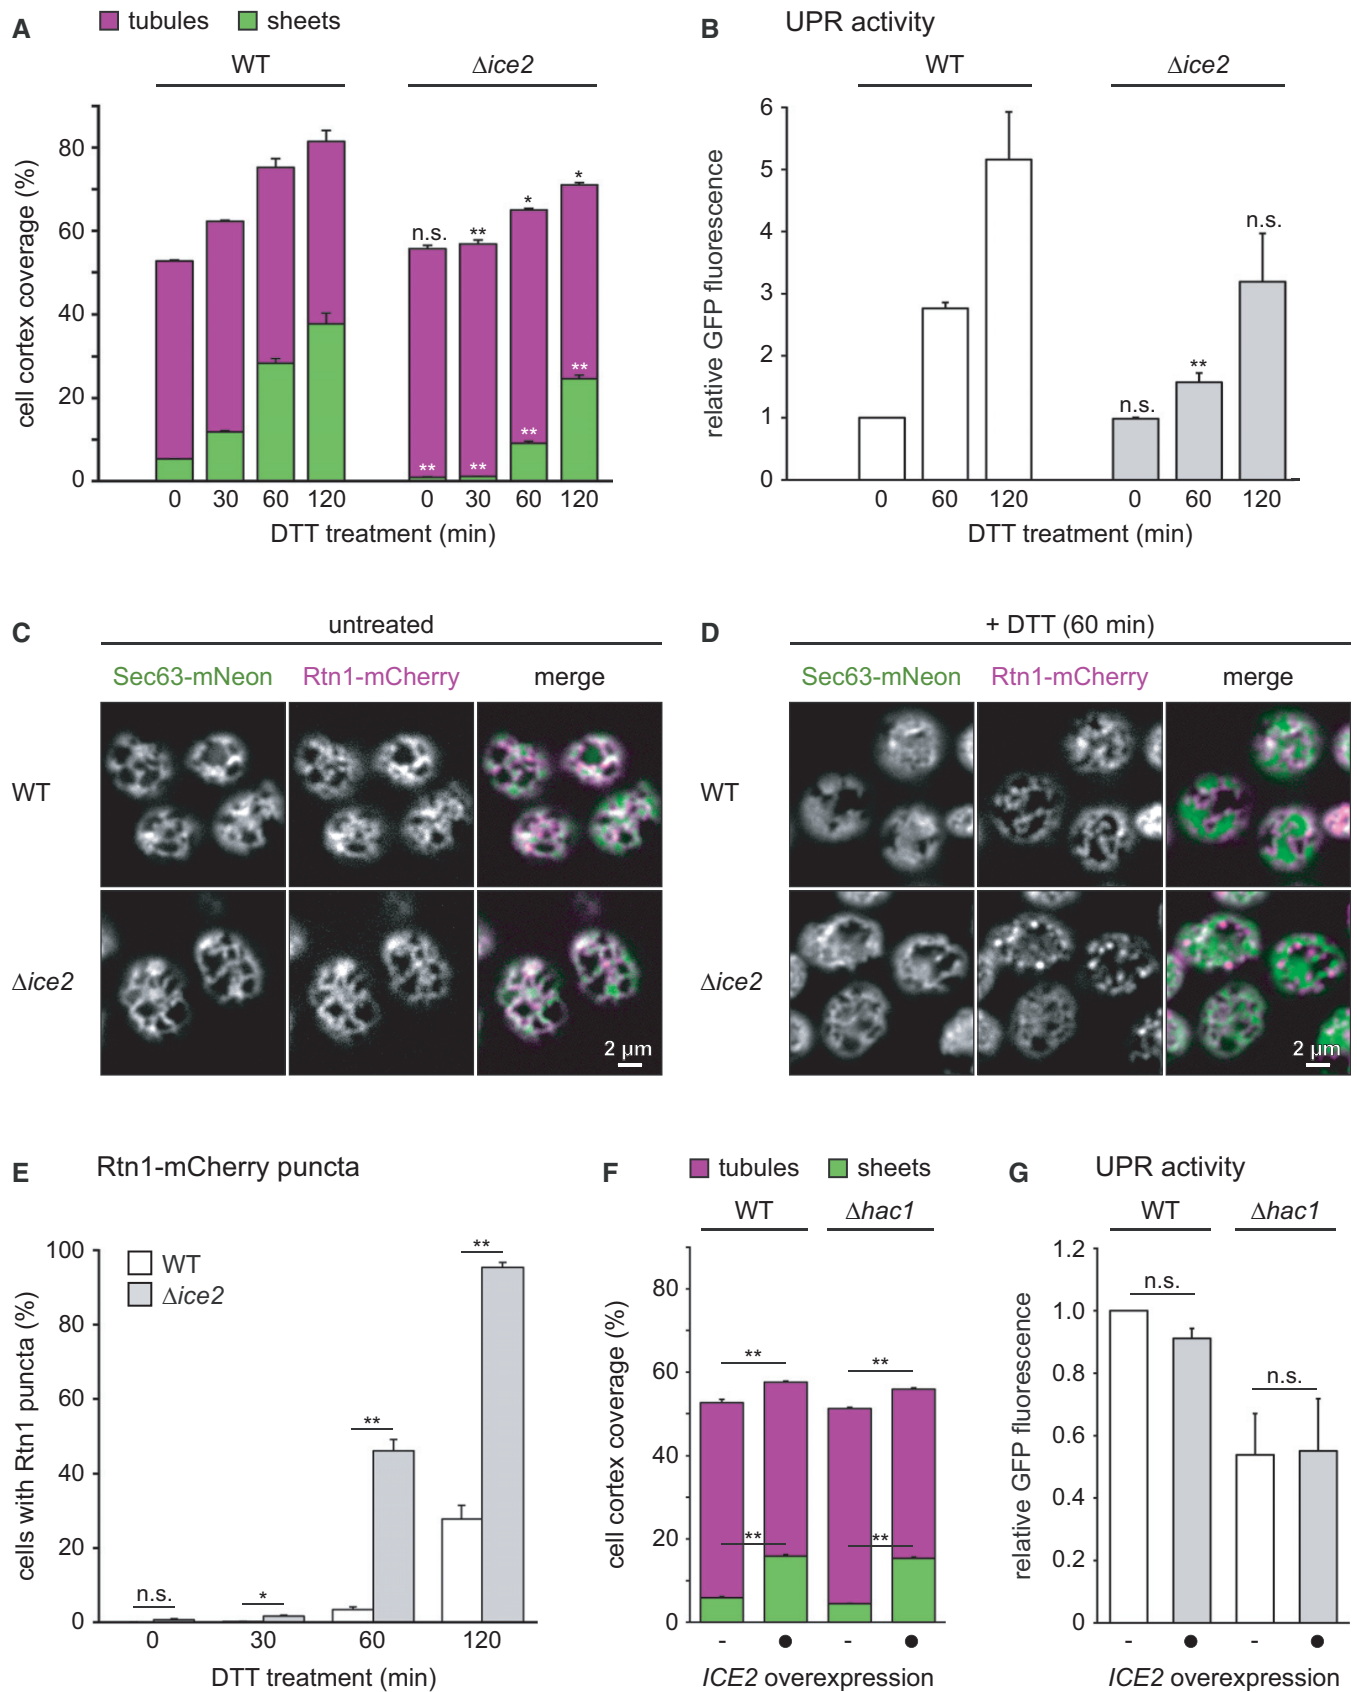 A
tubules sheets
WT Δice2
cell cortex coverage (%)
80
60
40
20
0
n.s. ** * *
** ** ** **
0 30 60 120 0 30 60 120
DTT treatment (min)
B UPR activity
WT Δice2
relative GFP fluorescence
6
5
4
3
2
1
0
n.s. ** n.s.
0 60 120 0 60 120
DTT treatment (min)
C untreated
Sec63-mNeon Rtn1-mCherry merge
WT
Δice2
2 µm
D + DTT (60 min)
Sec63-mNeon Rtn1-mCherry merge
WT
Δice2
2 µm
E Rtn1-mCherry puncta
WT
Δice2
cells with Rtn1 puncta (%)
100
80
60
40
20
0
n.s. * ** **
0 30 60 120
DTT treatment (min)
F tubules sheets
WT Δhac1
cell cortex coverage (%)
80
60
40
20
0
** **
** **
- ● - ●
ICE2 overexpression
G UPR activity
WT Δhac1
relative GFP fluorescence
1.2
1.0
0.8
0.6
0.4
0.2
0
n.s. n.s.
- ● - ●
ICE2 overexpression